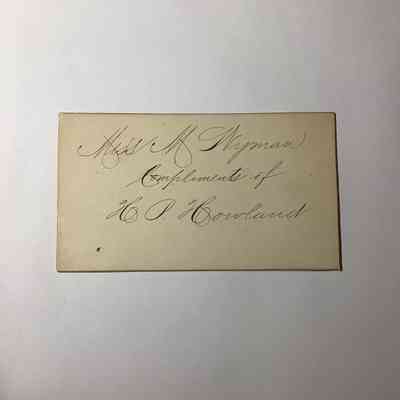 Miss M Wyman
Compliments of
H P Howland